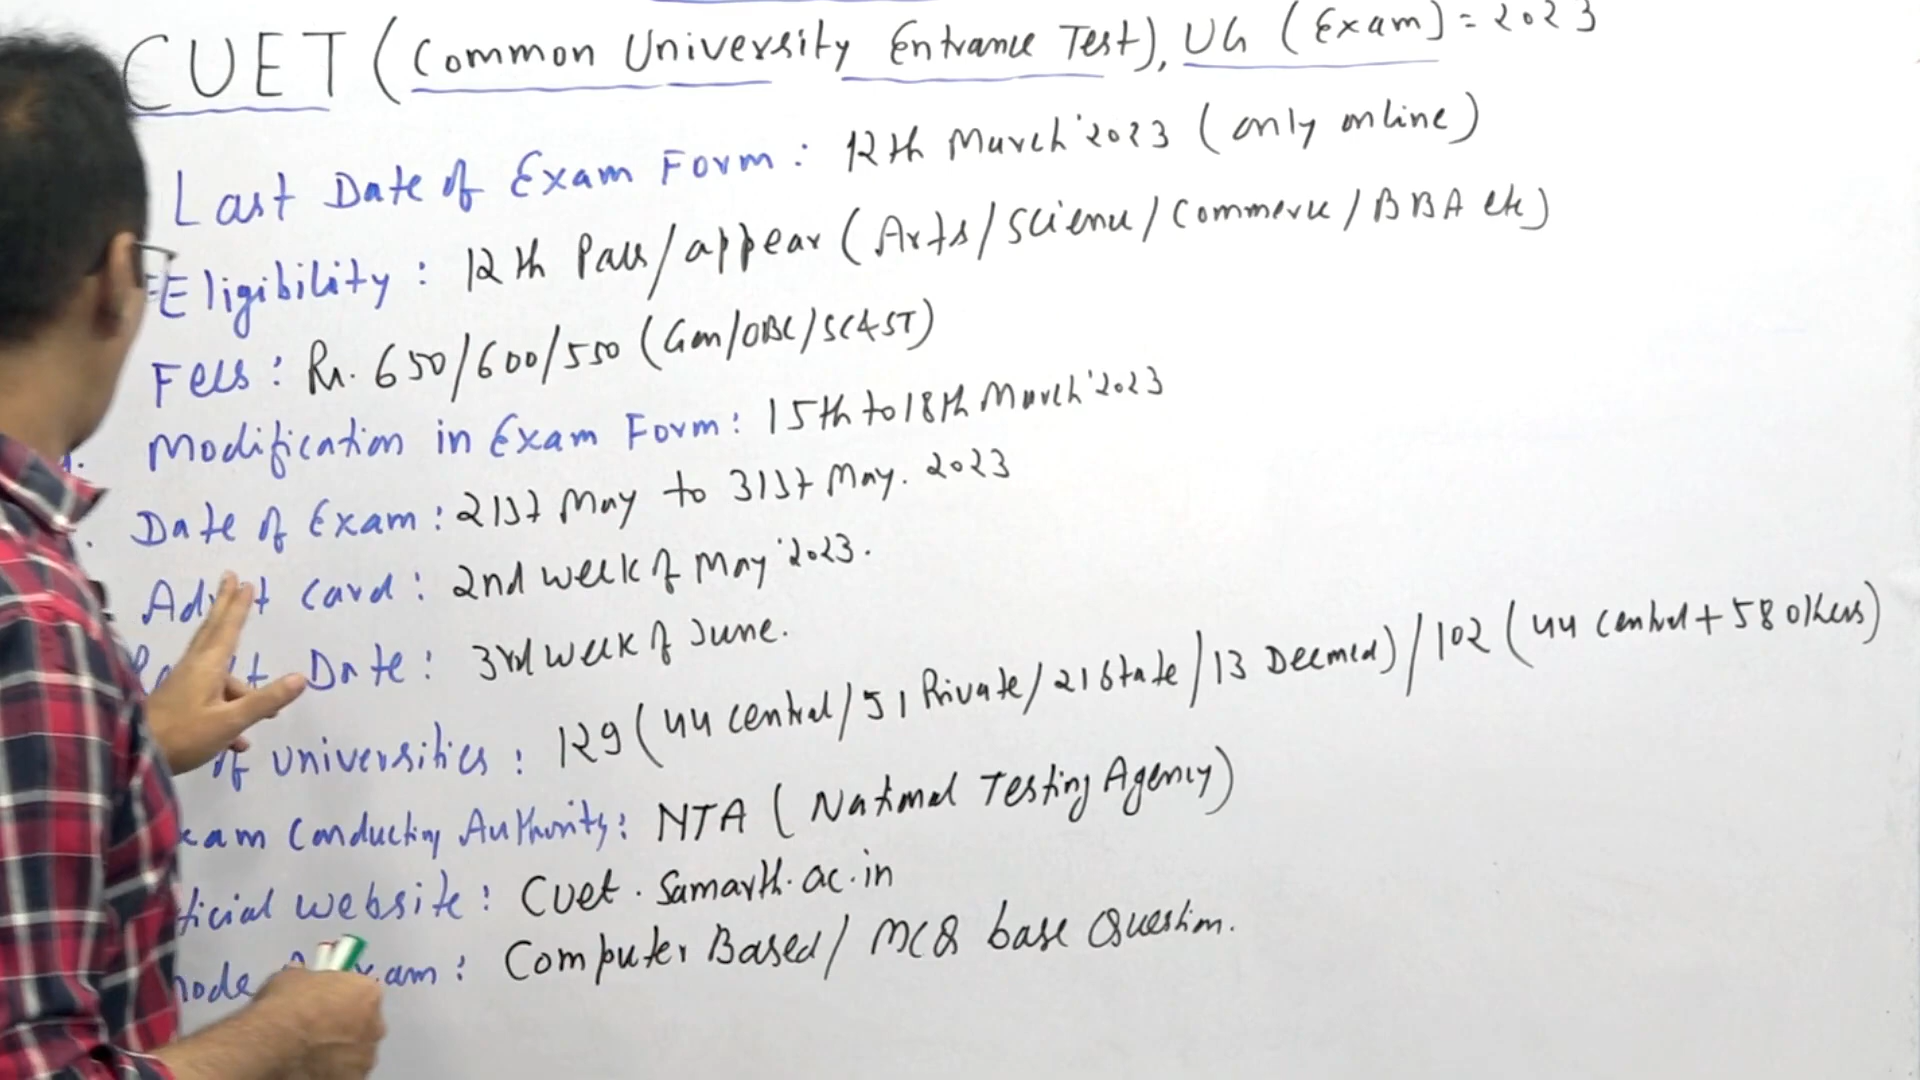 CUET (Common University Entrance Test), UG (Exam) = 2023
Last Date of Exam Form : 12th March'2023 (only online)
Eligibility : 12th Pass/appear (Arts/Science/Commerce/BBA etc)
Fees : Rs. 650/600/550 (Gen/OBC/SC&ST)
Modification in Exam Form : 15th to 18th March'2023
Date of Exam : 21st May to 31st May. 2023
Admit Card : 2nd week of May'2023.
Date : 3rd week of June.
of universities : 129 (44 central/51 Private/21 State/13 Deemed)/102 (44 central + 58 others)
xam Conducting Authority : NTA (National Testing Agency)
ficial website : Cuet.Samarth.ac.in
mode Exam : Computer Based/ MCQ base Question.